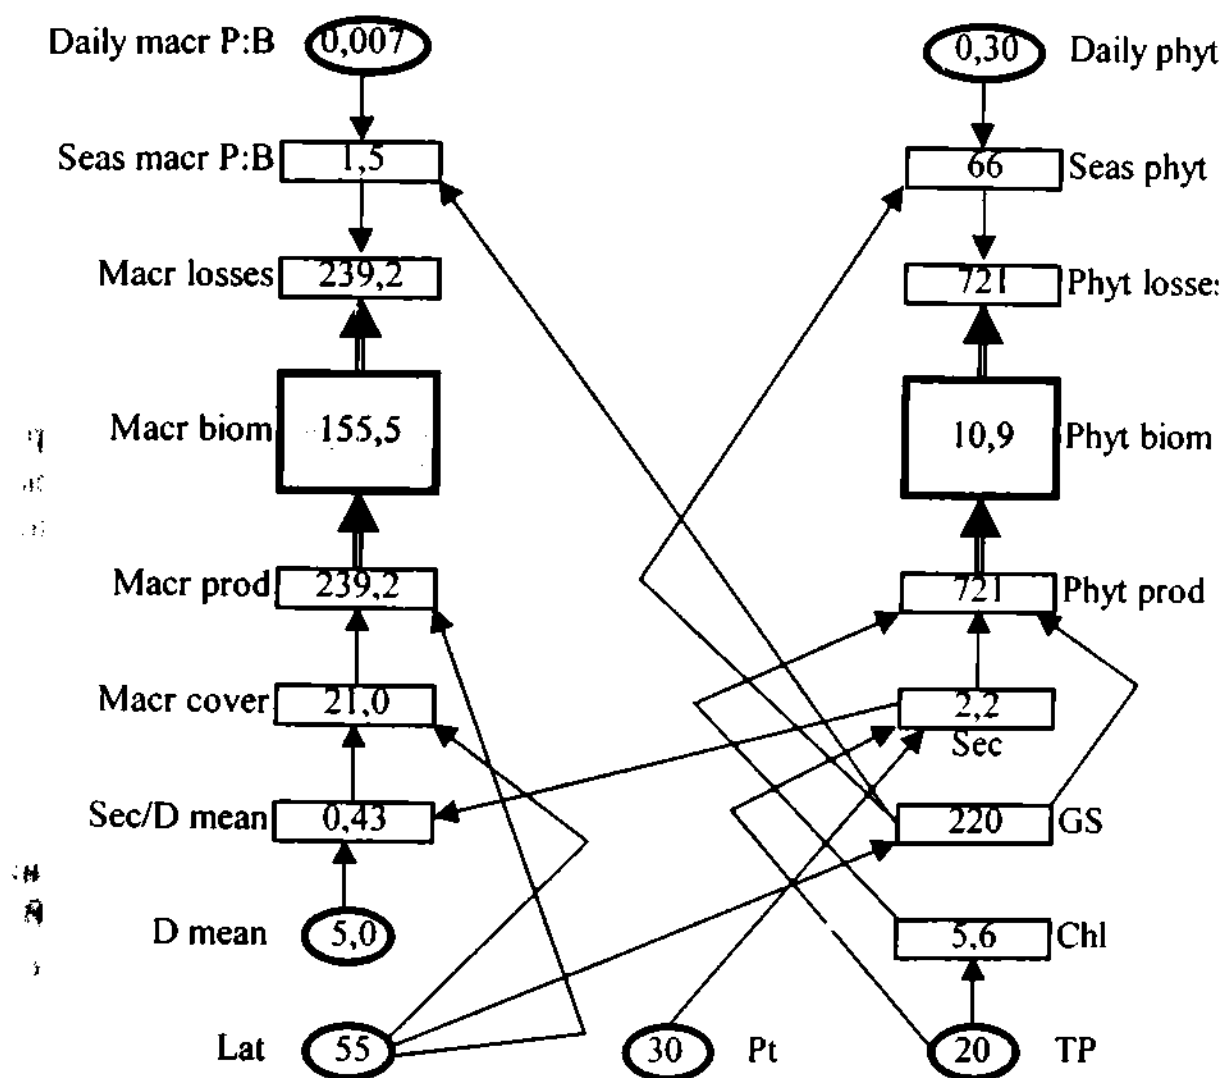 Daily macr P:B 0,007 0,30 Daily phyt
Seas macr P:B 1,5 66 Seas phyt
Macr losses 239,2 721 Phyt losses
Macr biom 155,5 10,9 Phyt biom
Macr prod 239,2 721 Phyt prod
Macr cover 21,0 2,2
Sec
Sec/D mean 0,43 220 GS
D mean 5,0 5,6 Chl
Lat 55 30 Pt 20 TP